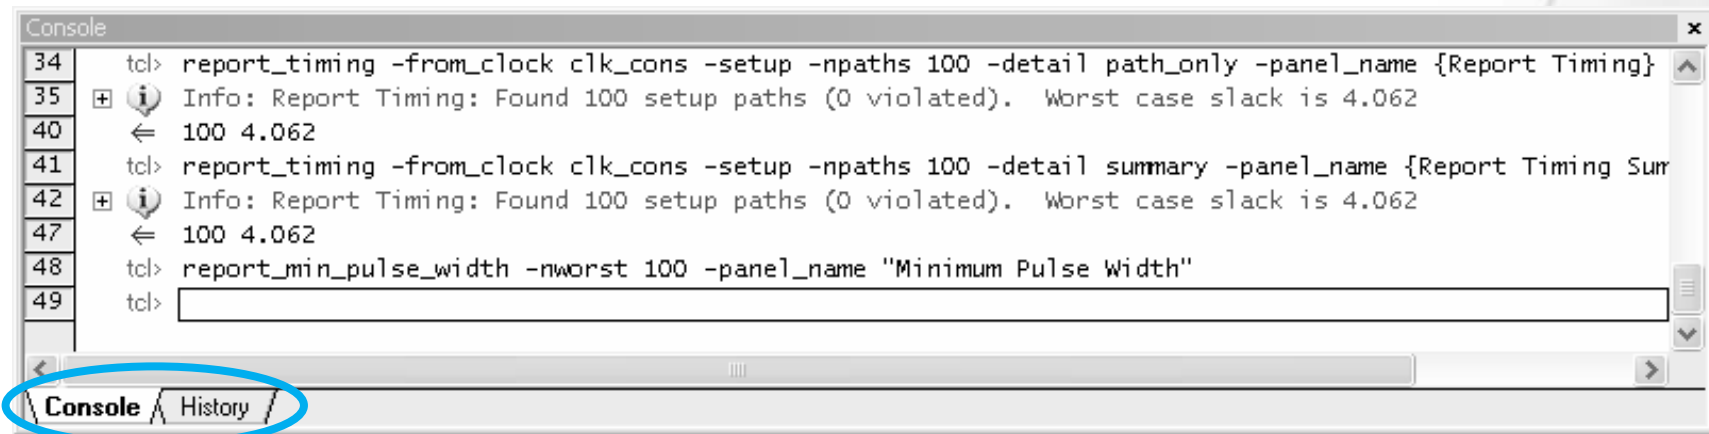 Console
34 tcl> report_timing -from_clock clk_cons -setup -npaths 100 -detail path_only -panel_name {Report Timing}
35 Info: Report Timing: Found 100 setup paths (0 violated).  Worst case slack is 4.062
40 ⇐ 100 4.062
41 tcl> report_timing -from_clock clk_cons -setup -npaths 100 -detail summary -panel_name {Report Timing Sum
42 Info: Report Timing: Found 100 setup paths (0 violated).  Worst case slack is 4.062
47 ⇐ 100 4.062
48 tcl> report_min_pulse_width -nworst 100 -panel_name "Minimum Pulse Width"
49 tcl>
Console History